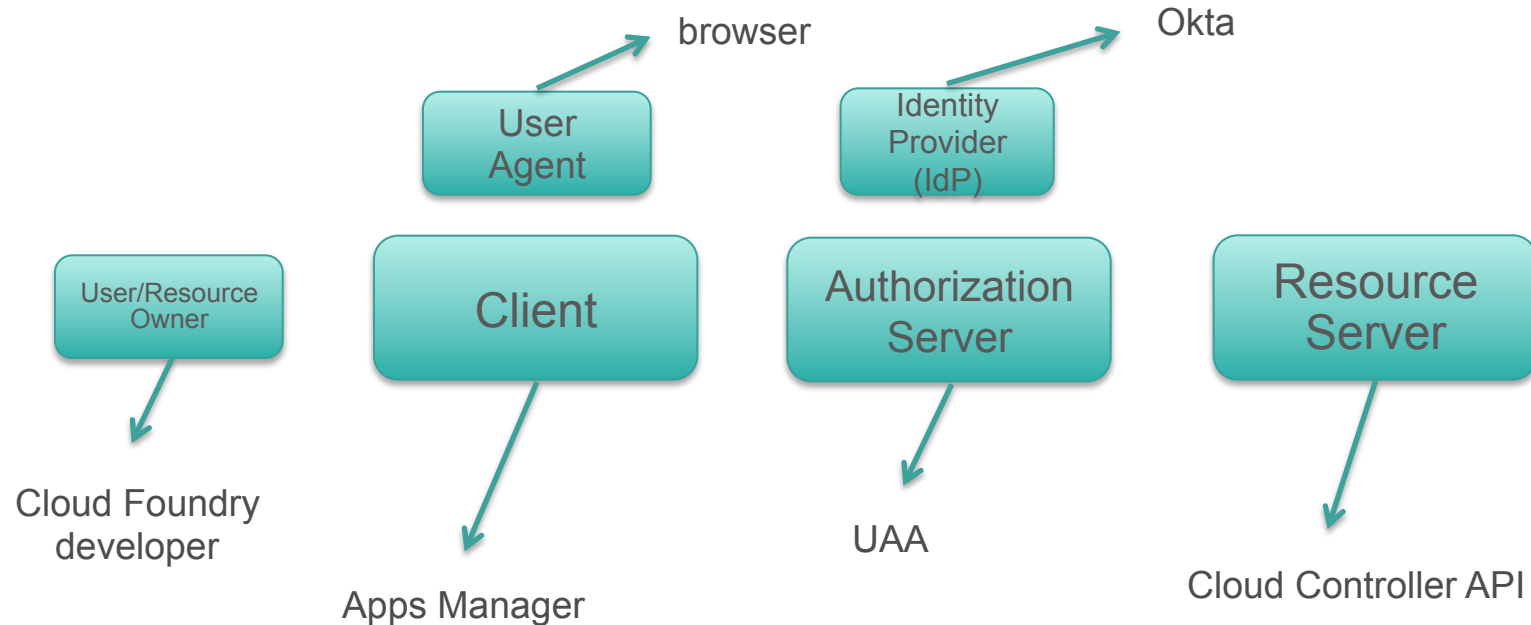 browser
Okta
User
Agent
Identity
Provider
(IdP)
User/Resource
Owner
Client
Authorization
Server
Resource
Server
Cloud Foundry
developer
Apps Manager
UAA
Cloud Controller API